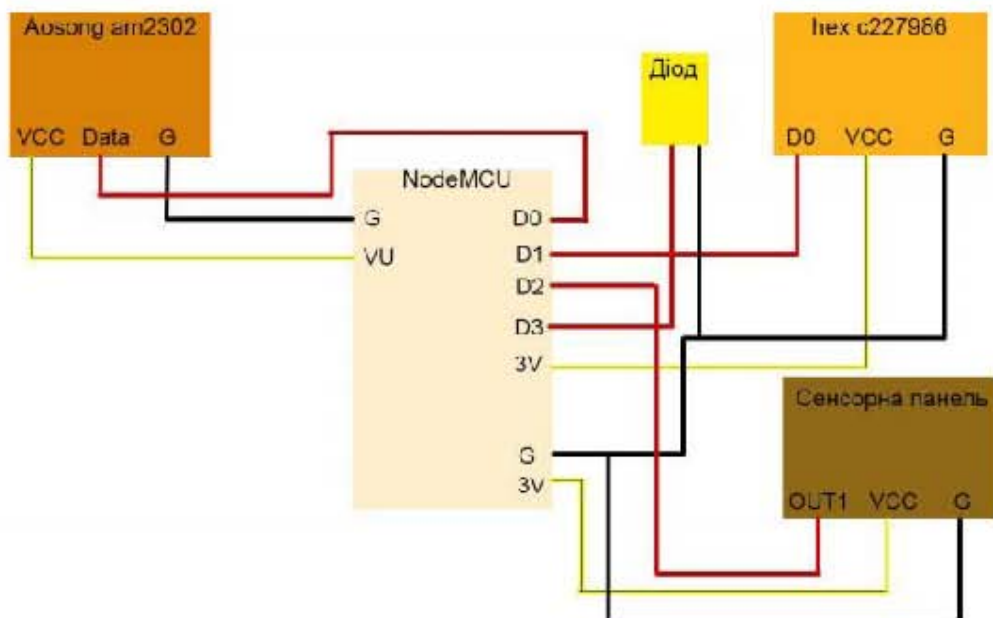 Aosong am2302
VCC Data G
Діод
hex c227986
D0 VCC G
NodeMCU
G
VU
D0
D1
D2
D3
3V
G
3V
Сенсорна панель
OUT1 VCC G